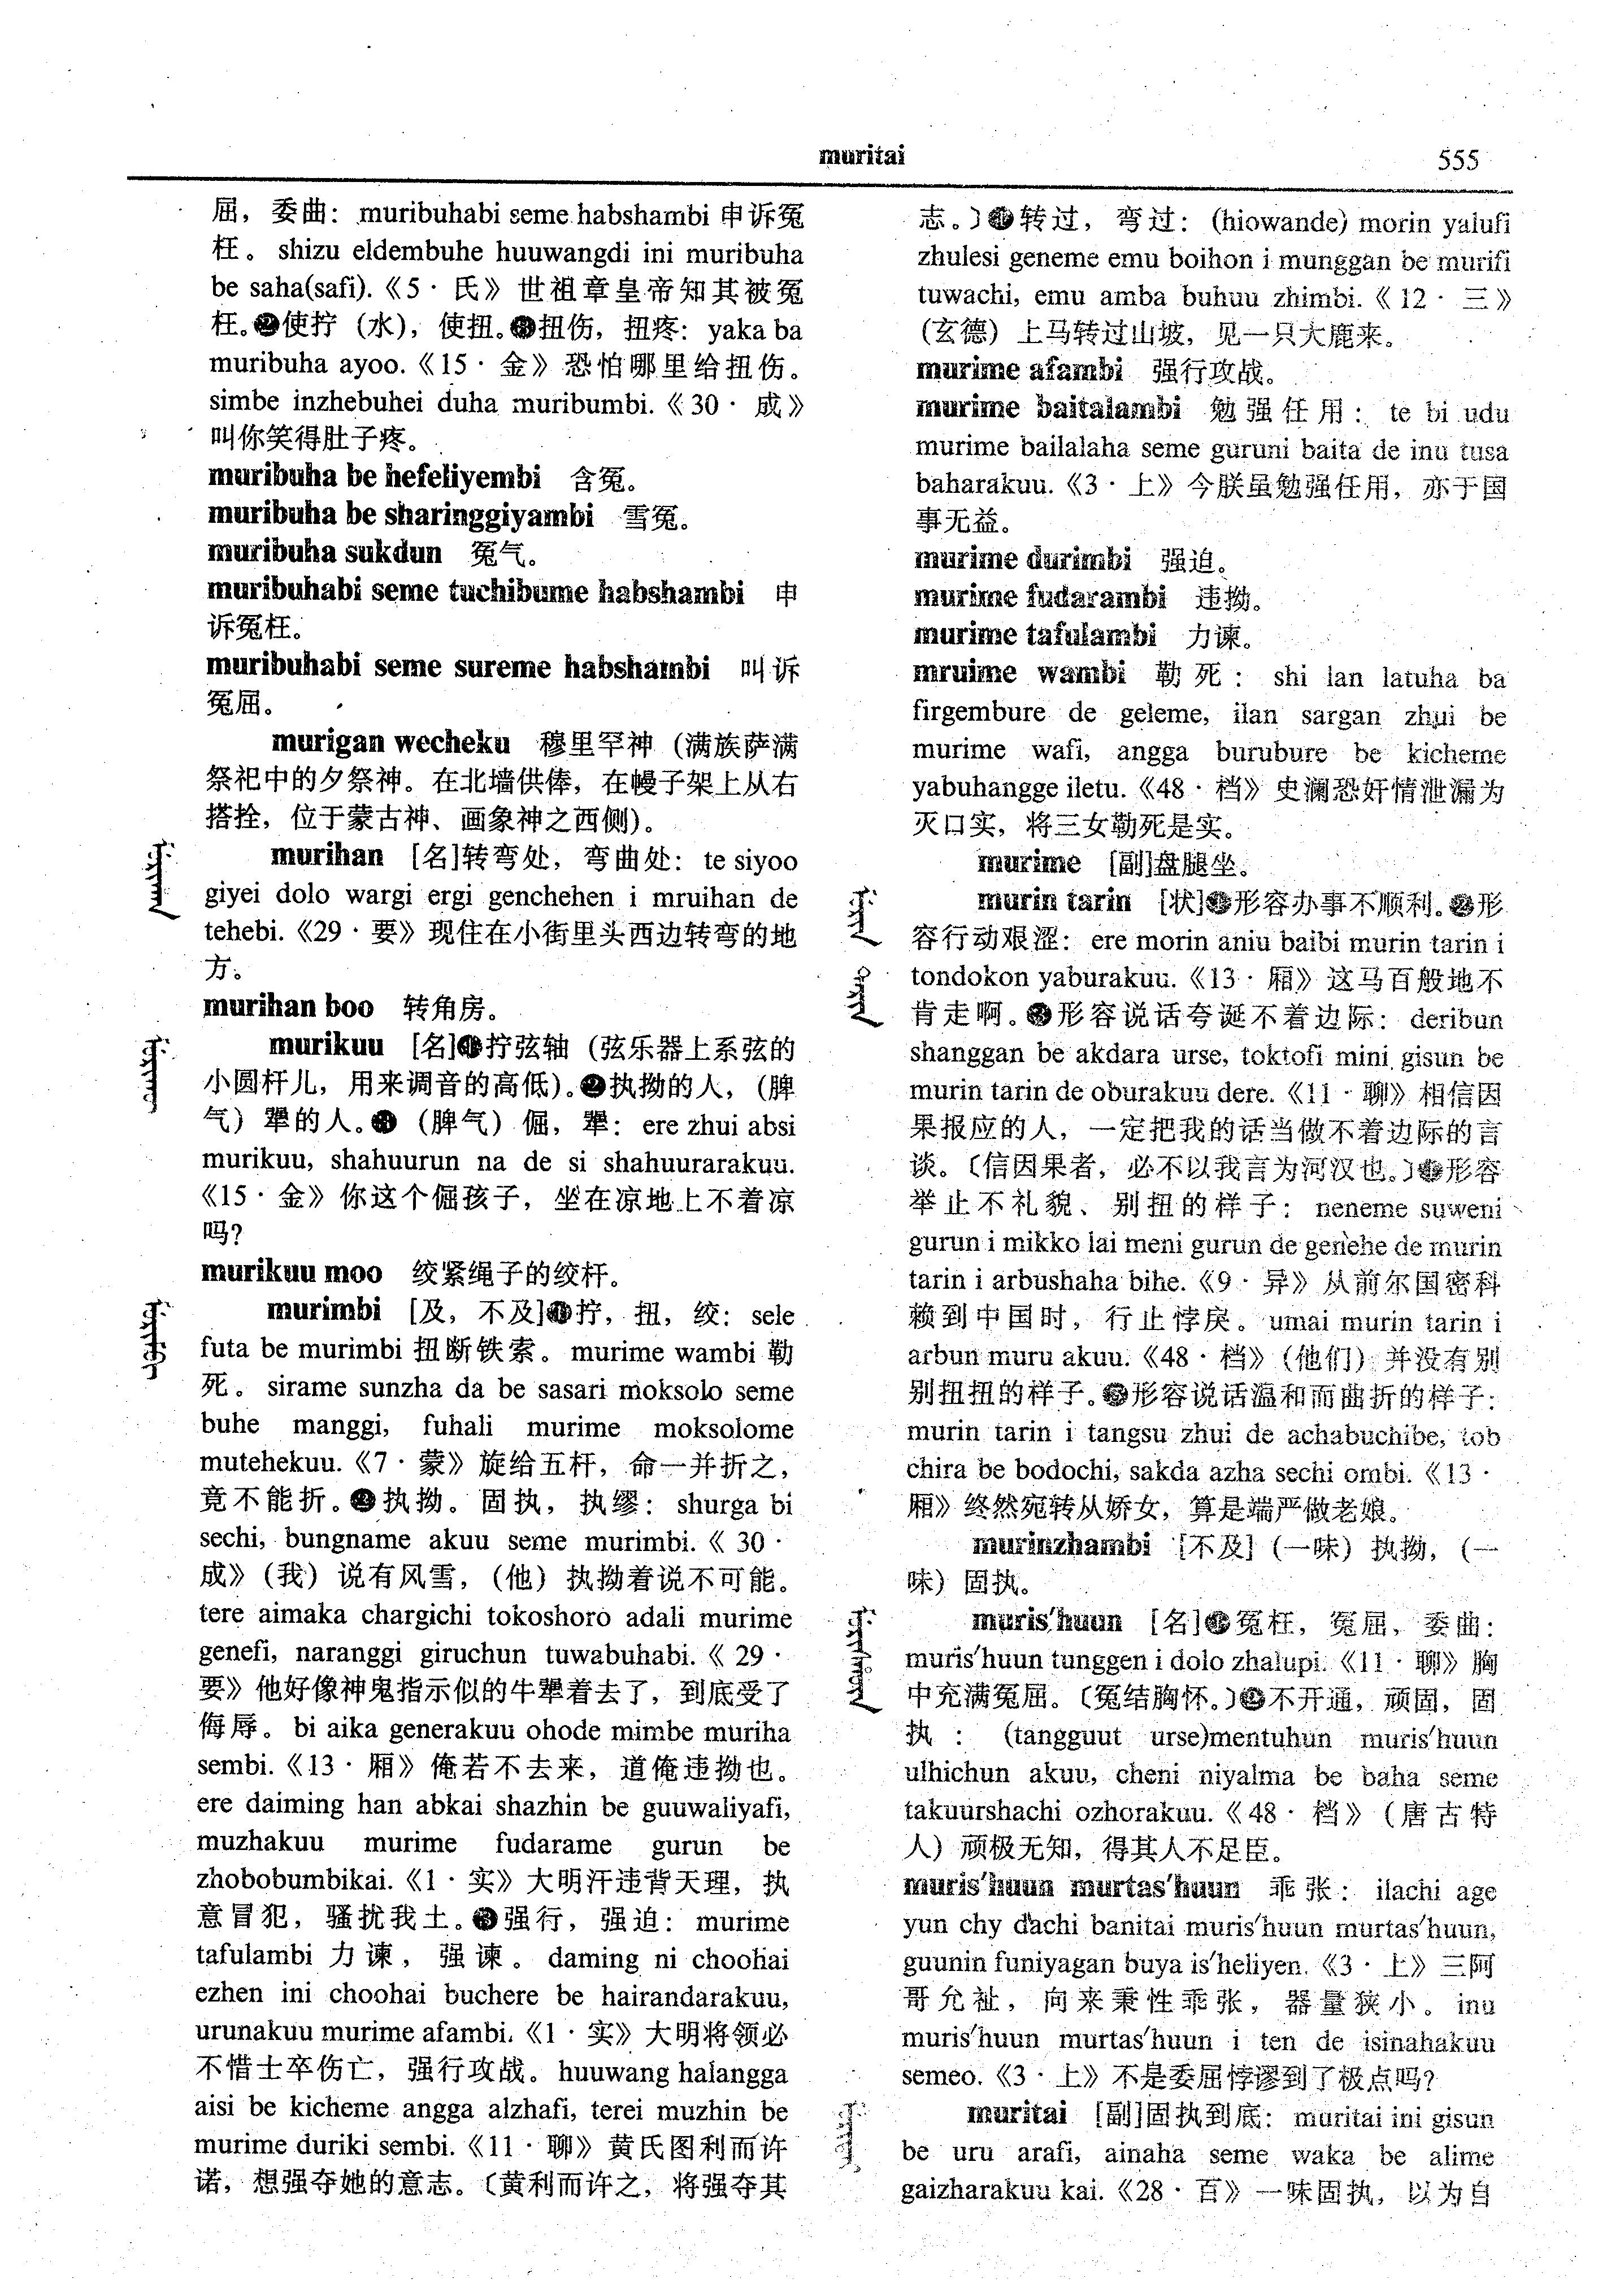 muritai
555
屈，委曲：muribuhabi seme habshambi 申诉冤
枉。shizu eldembuhe huuwangdi ini muribuha
be saha(safi).《5·氏》世祖章皇帝知其被冤
枉。❷使拧（水），使扭。❸扭伤，扭疼：yaka ba
muribuha ayoo.《15·金》恐怕哪里给扭伤。
simbe inzhebuhei duha muribumbi.《30·成》
叫你笑得肚子疼。
muribuha be hefeliyembi 含冤。
muribuha be sharinggiyambi 雪冤。
muribuha sukdun 冤气。
muribuhabi seme tuchibume habshambi 申
诉冤枉。
muribuhabi seme sureme habshambi 叫诉
冤屈。
murigan wecheku 穆里罕神（满族萨满
祭祀中的夕祭神。在北墙供俸，在幔子架上从右
搭拴，位于蒙古神、画象神之西侧）。
murihan [名]转弯处，弯曲处：te siyoo
giyei dolo wargi ergi genchehen i mruihan de
tehebi.《29·要》现住在小街里头西边转弯的地
方。
murihan boo 转角房。
murikuu [名]❶拧弦轴（弦乐器上系弦的
小圆杆儿，用来调音的高低）。❷执拗的人，（脾
气）犟的人。❸（脾气）倔，犟：ere zhui absi
murikuu, shahuurun na de si shahuurarakuu.
《15·金》你这个倔孩子，坐在凉地上不着凉
吗？
murikuu moo 绞紧绳子的绞杆。
murimbi [及，不及]❶拧，扭，绞：sele
futa be murimbi 扭断铁索。murime wambi 勒
死。sirame sunzha da be sasari moksolo seme
buhe manggi, fuhali murime moksolome
mutehekuu.《7·蒙》旋给五杆，命一并折之，
竟不能折。❷执拗。固执，执缪：shurga bi
sechi, bungname akuu seme murimbi.《30·
成》（我）说有风雪，（他）执拗着说不可能。
tere aimaka chargichi tokoshoro adali murime
genefi, naranggi giruchun tuwabuhabi.《29·
要》他好像神鬼指示似的牛犟着去了，到底受了
侮辱。bi aika generakuu ohode mimbe muriha
sembi.《13·厢》俺若不去来，道俺违拗也。
ere daiming han abkai shazhin be guuwaliyafi,
muzhakuu murime fudarame gurun be
zhobobumbikai.《1·实》大明汗违背天理，执
意冒犯，骚扰我土。❸强行，强迫：murime
tafulambi 力谏，强谏。daming ni choohai
ezhen ini choohai buchere be hairandarakuu,
urunakuu murime afambi.《1·实》大明将领必
不惜士卒伤亡，强行攻战。huuwang halangga
aisi be kicheme angga alzhafi, terei muzhin be
murime duriki sembi.《11·聊》黄氏图利而许
诺，想强夺她的意志。〔黄利而许之，将强夺其
志。〕❹转过，弯过：(hiowande) morin yalufi
zhulesi geneme emu boihon i munggan be murifi
tuwachi, emu amba buhuu zhimbi.《12·三》
（玄德）上马转过山坡，见一只大鹿来。
murime afambi 强行攻战。
murime baitalambi 勉强任用：te bi udu
murime bailalaha seme guruni baita de inu tusa
baharakuu.《3·上》今朕虽勉强任用，亦于国
事无益。
murime durimbi 强迫。
murime fudarambi 违拗。
murime tafulambi 力谏。
mruime wambi 勒死：shi lan latuha ba
firgembure de geleme, ilan sargan zhui be
murime wafi, angga burubure be kicheme
yabuhangge iletu.《48·档》史澜恐奸情泄漏为
灭口实，将三女勒死是实。
murime [副]盘腿坐。
murin tarin [状]❶形容办事不顺利。❷形
容行动艰涩：ere morin aniu baibi murin tarin i
tondokon yaburakuu.《13·厢》这马百般地不
肯走啊。❸形容说话夸诞不着边际：deribun
shanggan be akdara urse, toktofi mini gisun be
murin tarin de oburakuu dere.《11·聊》相信因
果报应的人，一定把我的话当做不着边际的言
谈。〔信因果者，必不以我言为河汉也。〕❹形容
举止不礼貌、别扭的样子：neneme suweni
gurun i mikko lai meni gurun de genehe de murin
tarin i arbushaha bihe.《9·异》从前尔国密科
赖到中国时，行止悖戾。umai murin tarin i
arbun muru akuu.《48·档》（他们）并没有别
别扭扭的样子。❺形容说话温和而曲折的样子：
murin tarin i tangsu zhui de achabuchibe, tob
chira be bodochi, sakda azha sechi ombi.《13·
厢》终然宛转从娇女，算是端严做老娘。
murinzhambi [不及]（一味）执拗，（一
味）固执。
muris'huun [名]❶冤枉，冤屈，委曲：
muris'huun tunggen i dolo zhalupi.《11·聊》胸
中充满冤屈。〔冤结胸怀。〕❷不开通，顽固，固
执：(tangguut urse)mentuhun muris'huun
ulhichun akuu, cheni niyalma be baha seme
takuurshachi ozhorakuu.《48·档》（唐古特
人）顽极无知，得其人不足臣。
muris'huun murtas'huun 乖张：ilachi age
yun chy dachi banitai muris'huun murtas'huun,
guunin funiyagan buya is'heliyen.《3·上》三阿
哥允祉，向来秉性乖张，器量狭小。inu
muris'huun murtas'huun i ten de isinahakuu
semeo.《3·上》不是委屈悖谬到了极点吗？
muritai [副]固执到底：muritai ini gisun
be uru arafi, ainaha seme waka be alime
gaizharakuu kai.《28·百》一味固执，以为自